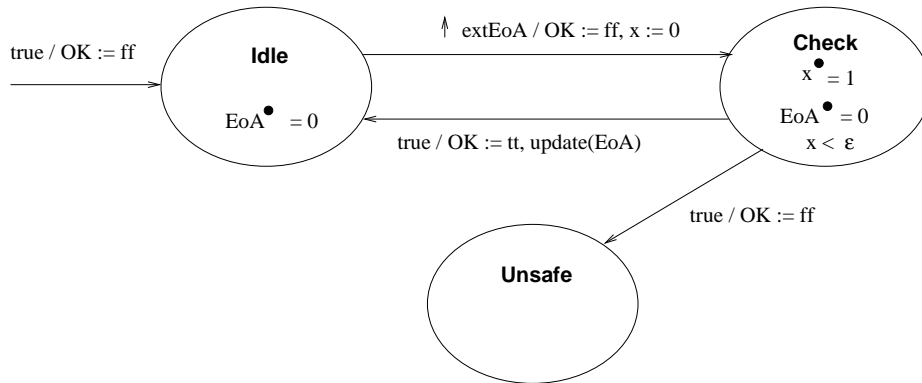 true / OK := ff
Idle
EoA• = 0
↑ extEoA / OK := ff, x := 0
Check
x• = 1
EoA• = 0
x < ε
true / OK := tt, update(EoA)
true / OK := ff
Unsafe